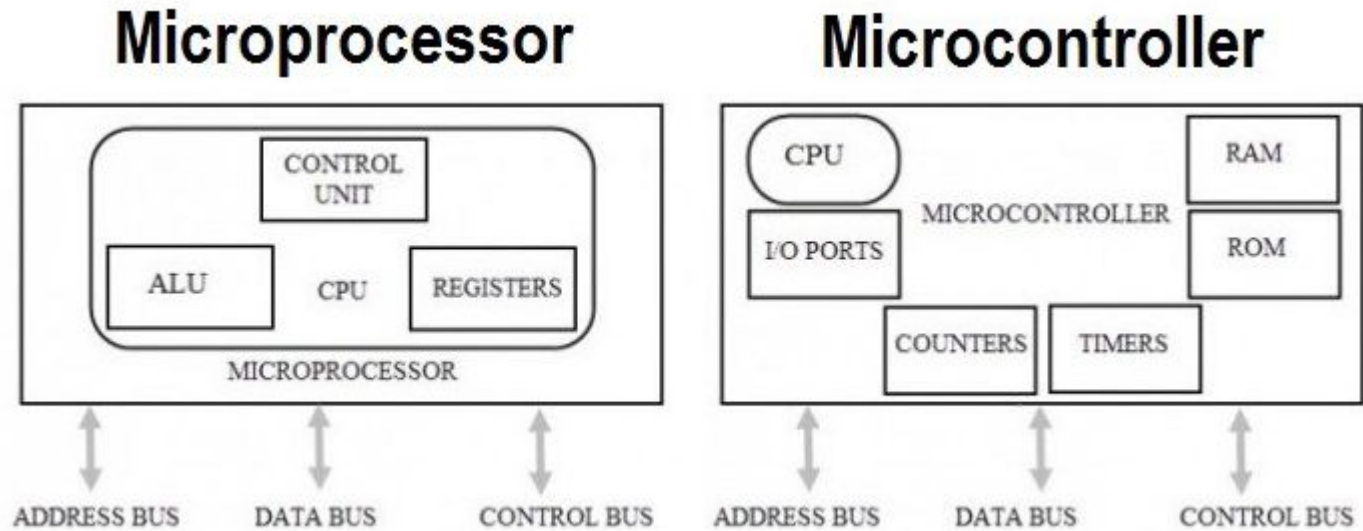 Microprocessor
CONTROL
UNIT
ALU
CPU
REGISTERS
MICROPROCESSOR
ADDRESS BUS
DATA BUS
CONTROL BUS
Microcontroller
CPU
RAM
MICROCONTROLLER
I/O PORTS
ROM
COUNTERS
TIMERS
ADDRESS BUS
DATA BUS
CONTROL BUS